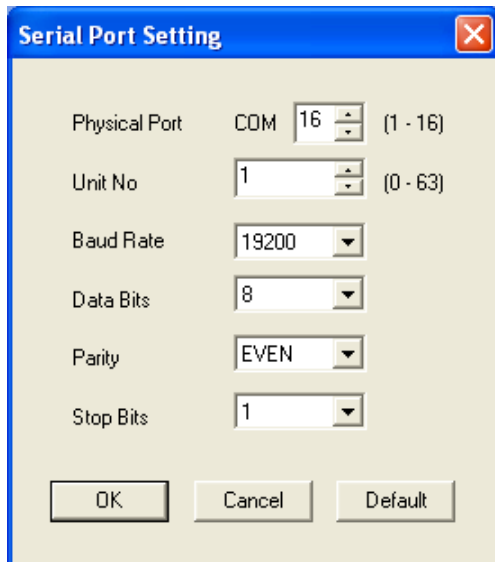 Serial Port Setting
Physical Port COM 16 (1 - 16)
Unit No 1 (0 - 63)
Baud Rate 19200
Data Bits 8
Parity EVEN
Stop Bits 1
OK Cancel Default